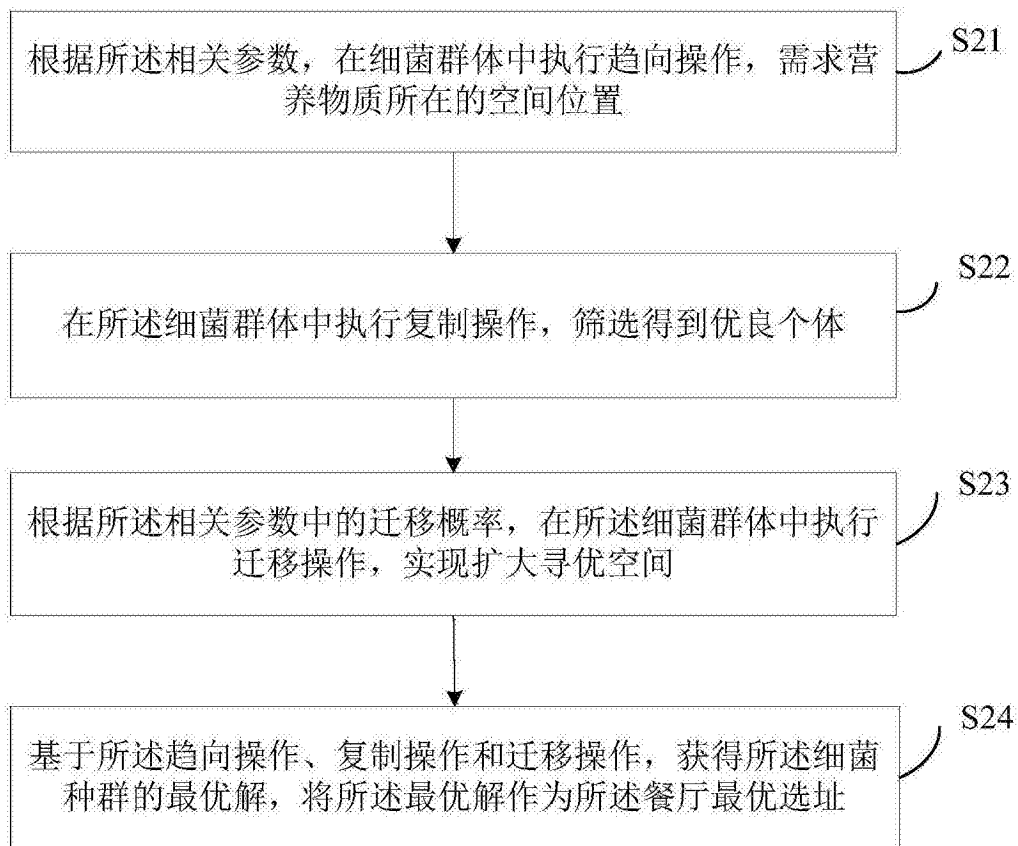 根据所述相关参数，在细菌群体中执行趋向操作，需求营
养物质所在的空间位置
S21
在所述细菌群体中执行复制操作，筛选得到优良个体
S22
根据所述相关参数中的迁移概率，在所述细菌群体中执行
迁移操作，实现扩大寻优空间
S23
基于所述趋向操作、复制操作和迁移操作，获得所述细菌
种群的最优解，将所述最优解作为所述餐厅最优选址
S24